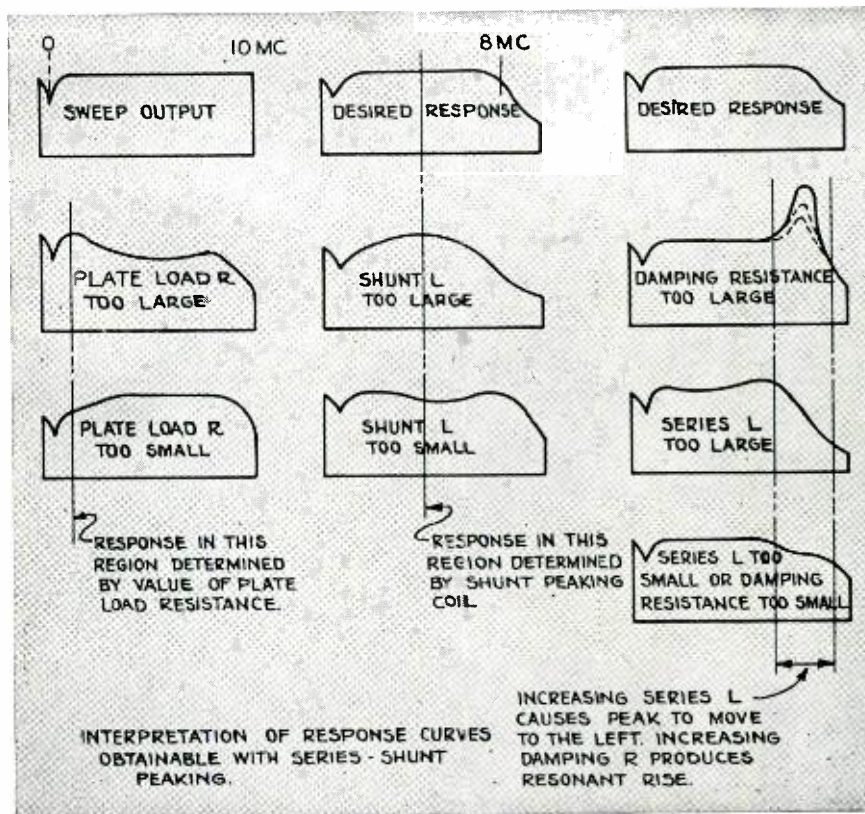 0
10 MC
8 MC
SWEEP OUTPUT
DESIRED RESPONSE
DESIRED RESPONSE
PLATE LOAD R
TOO LARGE
SHUNT L
TOO LARGE
DAMPING RESISTANCE
TOO LARGE
PLATE LOAD R
TOO SMALL
SHUNT L
TOO SMALL
SERIES L
TOO LARGE
RESPONSE IN THIS
REGION DETERMINED
BY VALUE OF PLATE
LOAD RESISTANCE.
RESPONSE IN THIS
REGION DETERMINED
BY SHUNT PEAKING
COIL
SERIES L TOO
SMALL OR DAMPING
RESISTANCE TOO SMALL
INTERPRETATION OF RESPONSE CURVES
OBTAINABLE WITH SERIES-SHUNT
PEAKING.
INCREASING SERIES L
CAUSES PEAK TO MOVE
TO THE LEFT. INCREASING
DAMPING R PRODUCES
RESONANT RISE.